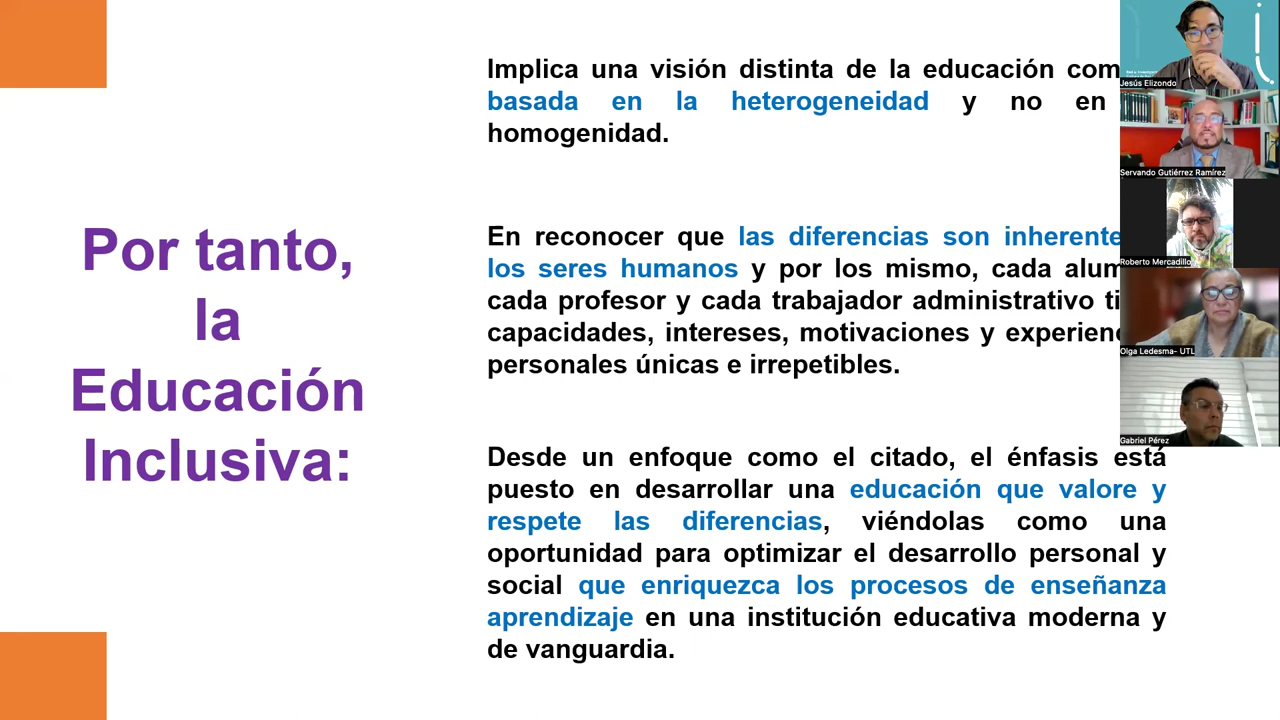 Por tanto,
la
Educación
Inclusiva:
Implica una visión distinta de la educación com
basada en la heterogeneidad y no en
homogenidad.
En reconocer que las diferencias son inherente
los seres humanos y por los mismo, cada alum
cada profesor y cada trabajador administrativo ti
capacidades, intereses, motivaciones y experien
personales únicas e irrepetibles.
Desde un enfoque como el citado, el énfasis está
puesto en desarrollar una educación que valore y
respete las diferencias, viéndolas como una
oportunidad para optimizar el desarrollo personal y
social que enriquezca los procesos de enseñanza
aprendizaje en una institución educativa moderna y
de vanguardia.
Jesús Elizondo
Servando Gutiérrez Ramírez
Roberto Mercadillo
Olga Ledesma- UTL
Gabriel Pérez